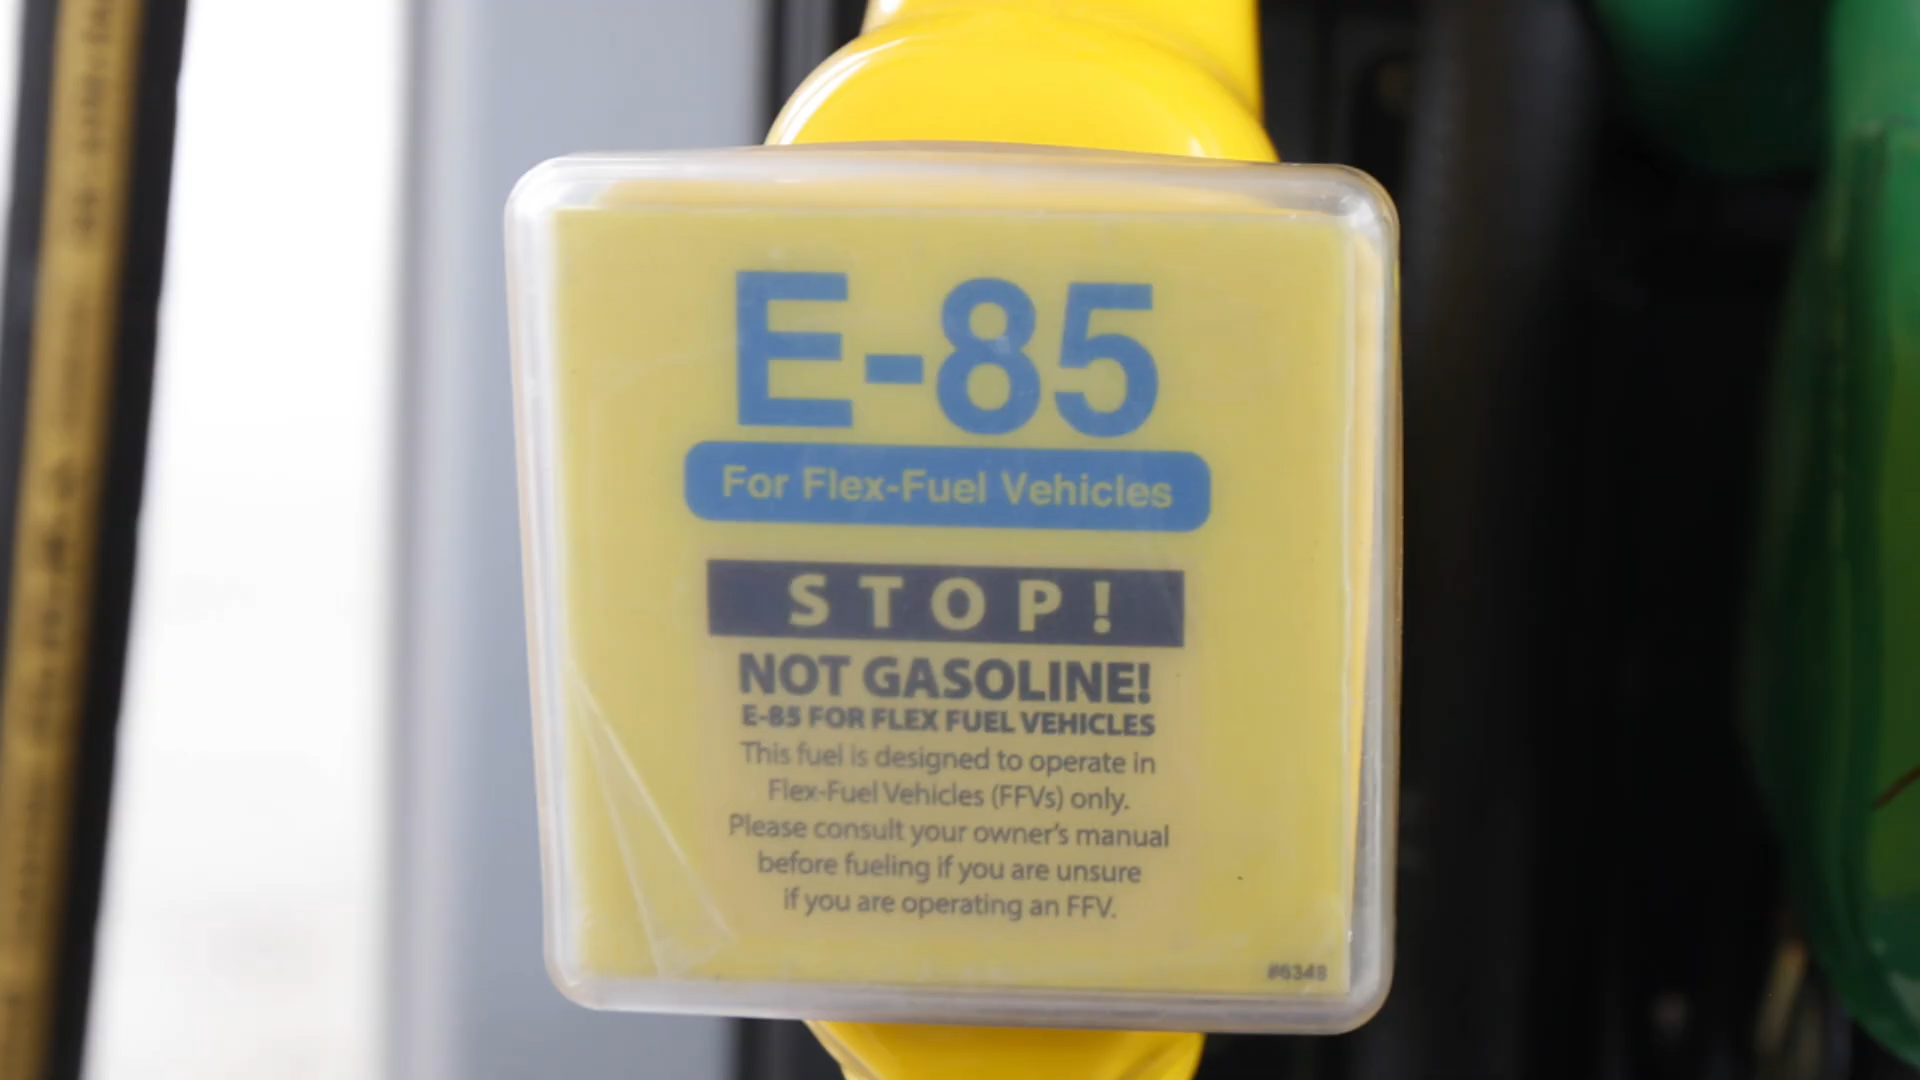 E-85
For Flex-Fuel Vehicles
STOP!
NOT GASOLINE!
E-85 FOR FLEX FUEL VEHICLES
This fuel is designed to operate in
Flex-Fuel Vehicles (FFVs) only.
Please consult your owner's manual
before fueling if you are unsure
if you are operating an FFV.
#6348